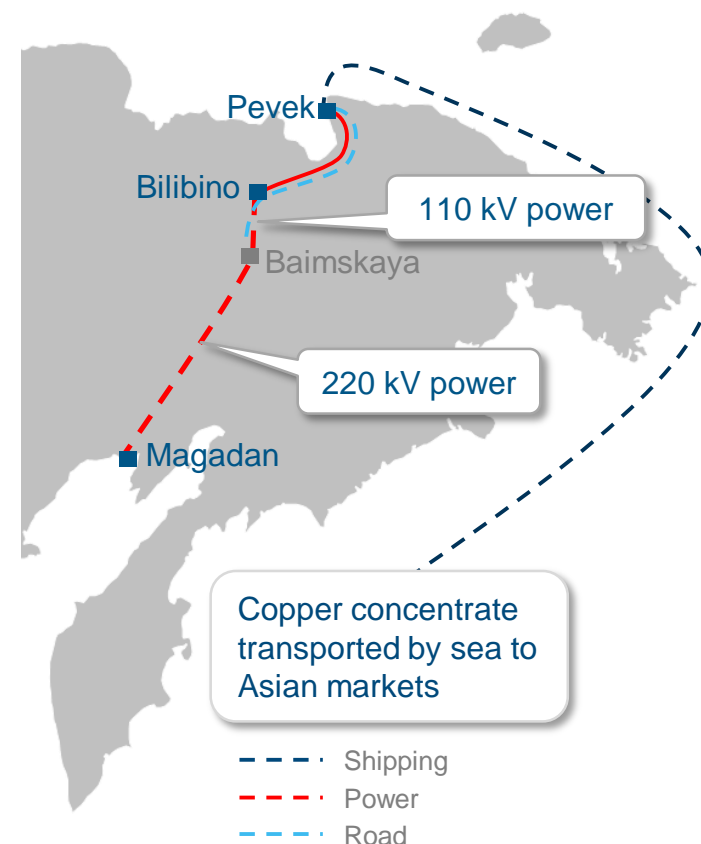 Pevek
Bilibino
110 kV power
Baimskaya
220 kV power
Magadan
Copper concentrate
transported by sea to
Asian markets
Shipping
Power
Road